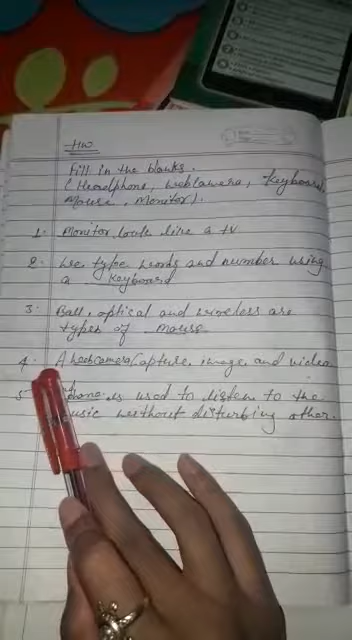 HW
Fill in the blanks.
(Headphone, webcamera, Keyboard,
Mouse, Monitor).
1. Monitor looks like a tv
2. we type words and number using
a Keyboard
3. Ball, optical and wireless are
types of mouse.
4. A webcamera Capture image and video
5. phone is used to listen to the
music without disturbing other.